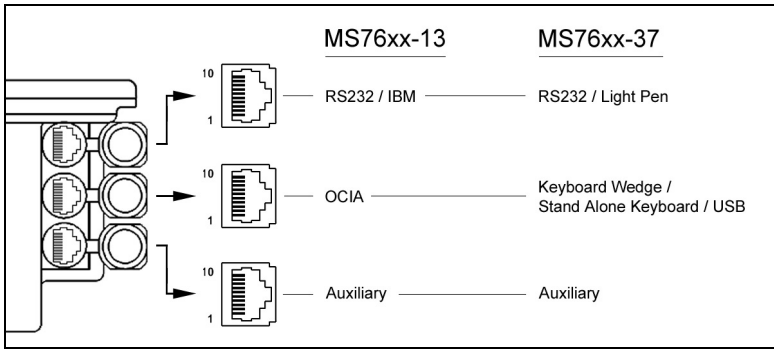 MS76xx-13 MS76xx-37
10
RS232 / IBM RS232 / Light Pen
1
10
OCIA Keyboard Wedge /
Stand Alone Keyboard / USB
1
10
Auxiliary Auxiliary
1